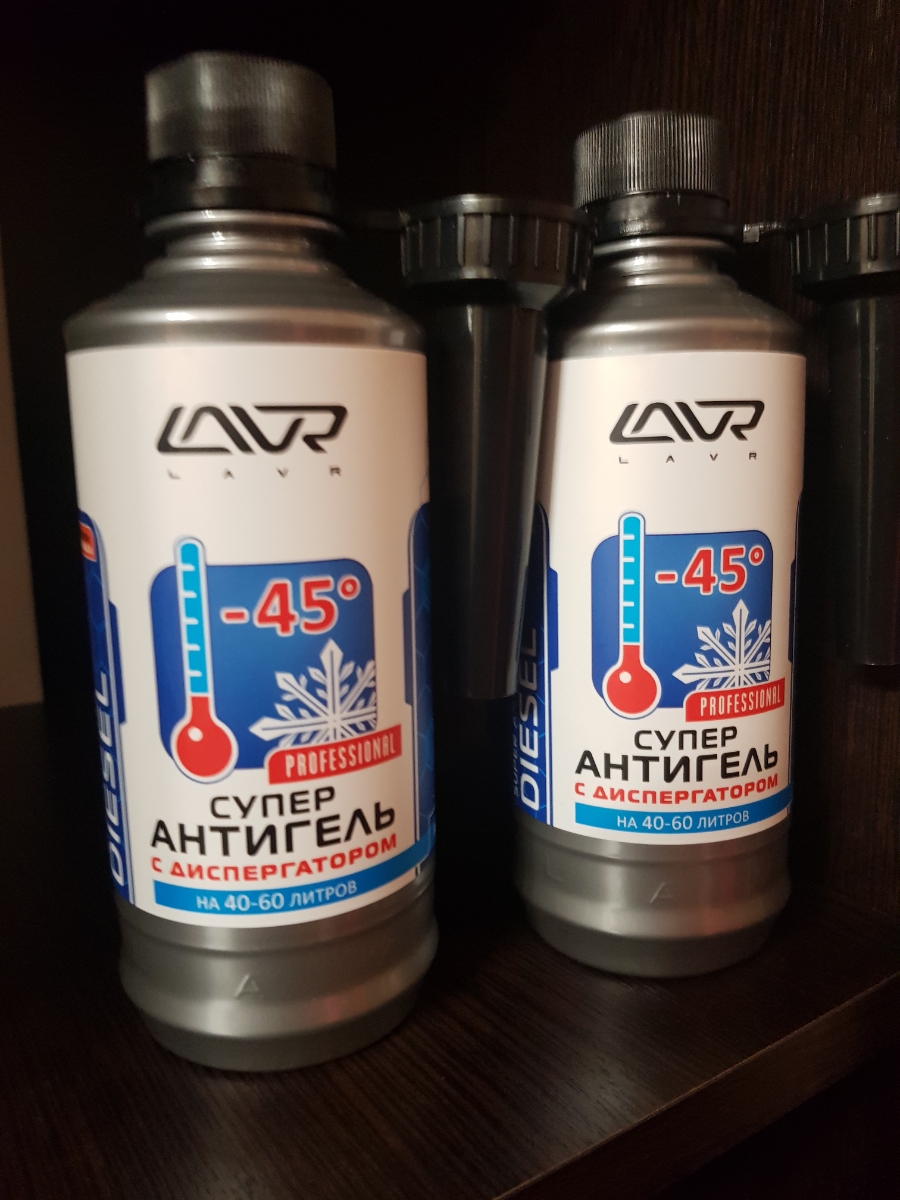 LAVR
LAVR
-45°
PROFESSIONAL
СУПЕР
АНТИГЕЛЬ
С ДИСПЕРГАТОРОМ
НА 40-60 ЛИТРОВ
DIESEL
LAVR
LAVR
-45°
PROFESSIONAL
СУПЕР
АНТИГЕЛЬ
С ДИСПЕРГАТОРОМ
НА 40-60 ЛИТРОВ
DIESEL